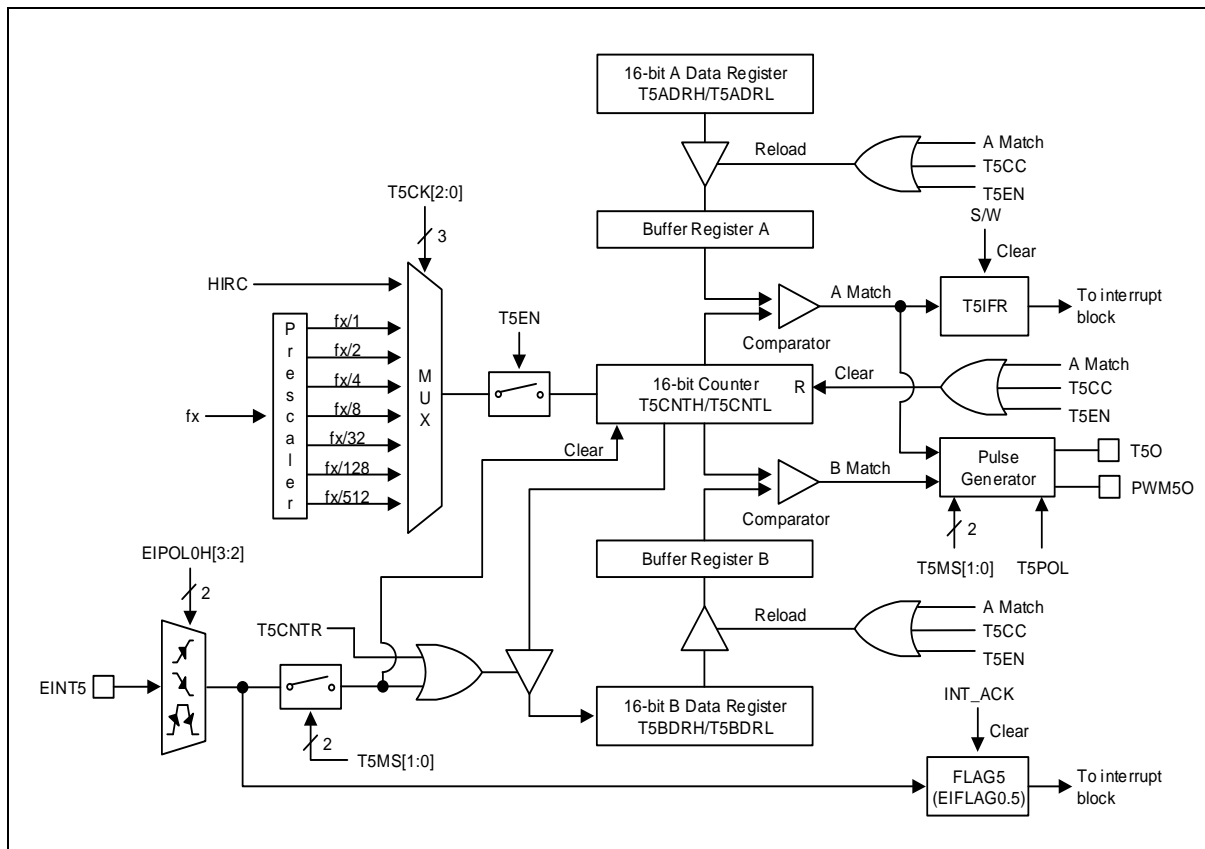 16-bit A Data Register
T5ADRH/T5ADRL
Reload
A Match
T5CC
T5EN
T5CK[2:0]
3
Buffer Register A
S/W
Clear
HIRC
A Match
T5IFR
To interrupt
block
Comparator
Prescaler
fx/1
fx/2
fx/4
fx/8
fx/32
fx/128
fx/512
fx
MUX
T5EN
16-bit Counter
T5CNTH/T5CNTL
R
Clear
A Match
T5CC
T5EN
Clear
B Match
Comparator
Pulse
Generator
T5O
PWM5O
2
T5MS[1:0]
T5POL
EIPOL0H[3:2]
2
Buffer Register B
Reload
A Match
T5CC
T5EN
T5CNTR
EINT5
2
T5MS[1:0]
16-bit B Data Register
T5BDRH/T5BDRL
INT_ACK
Clear
FLAG5
(EIFLAG0.5)
To interrupt
block